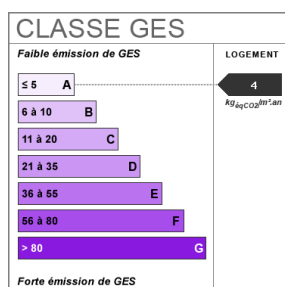 CLASSE GES
Faible émission de GES
LOGEMENT
≤ 5 A
4
kgéqCO2/m².an
6 à 10 B
11 à 20 C
21 à 35 D
36 à 55 E
56 à 80 F
> 80 G
Forte émission de GES